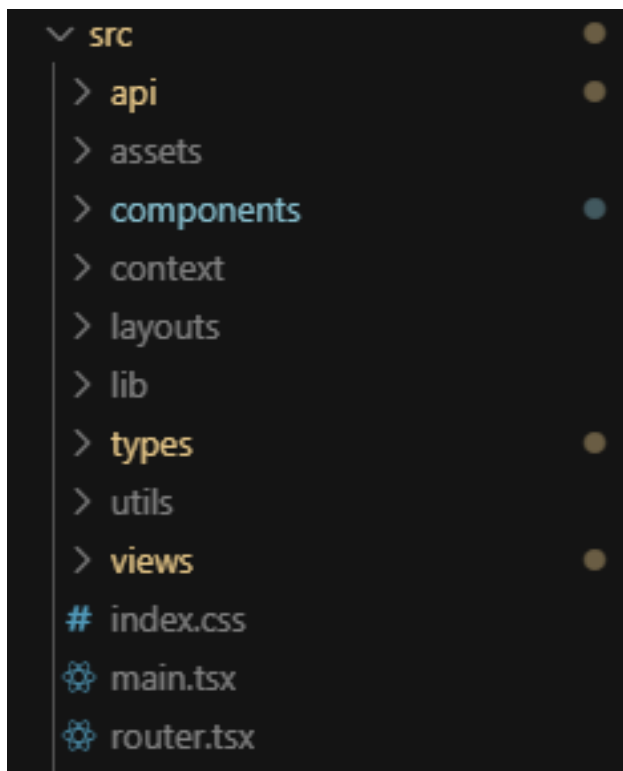 src
api
assets
components
context
layouts
lib
types
utils
views
# index.css
main.tsx
router.tsx